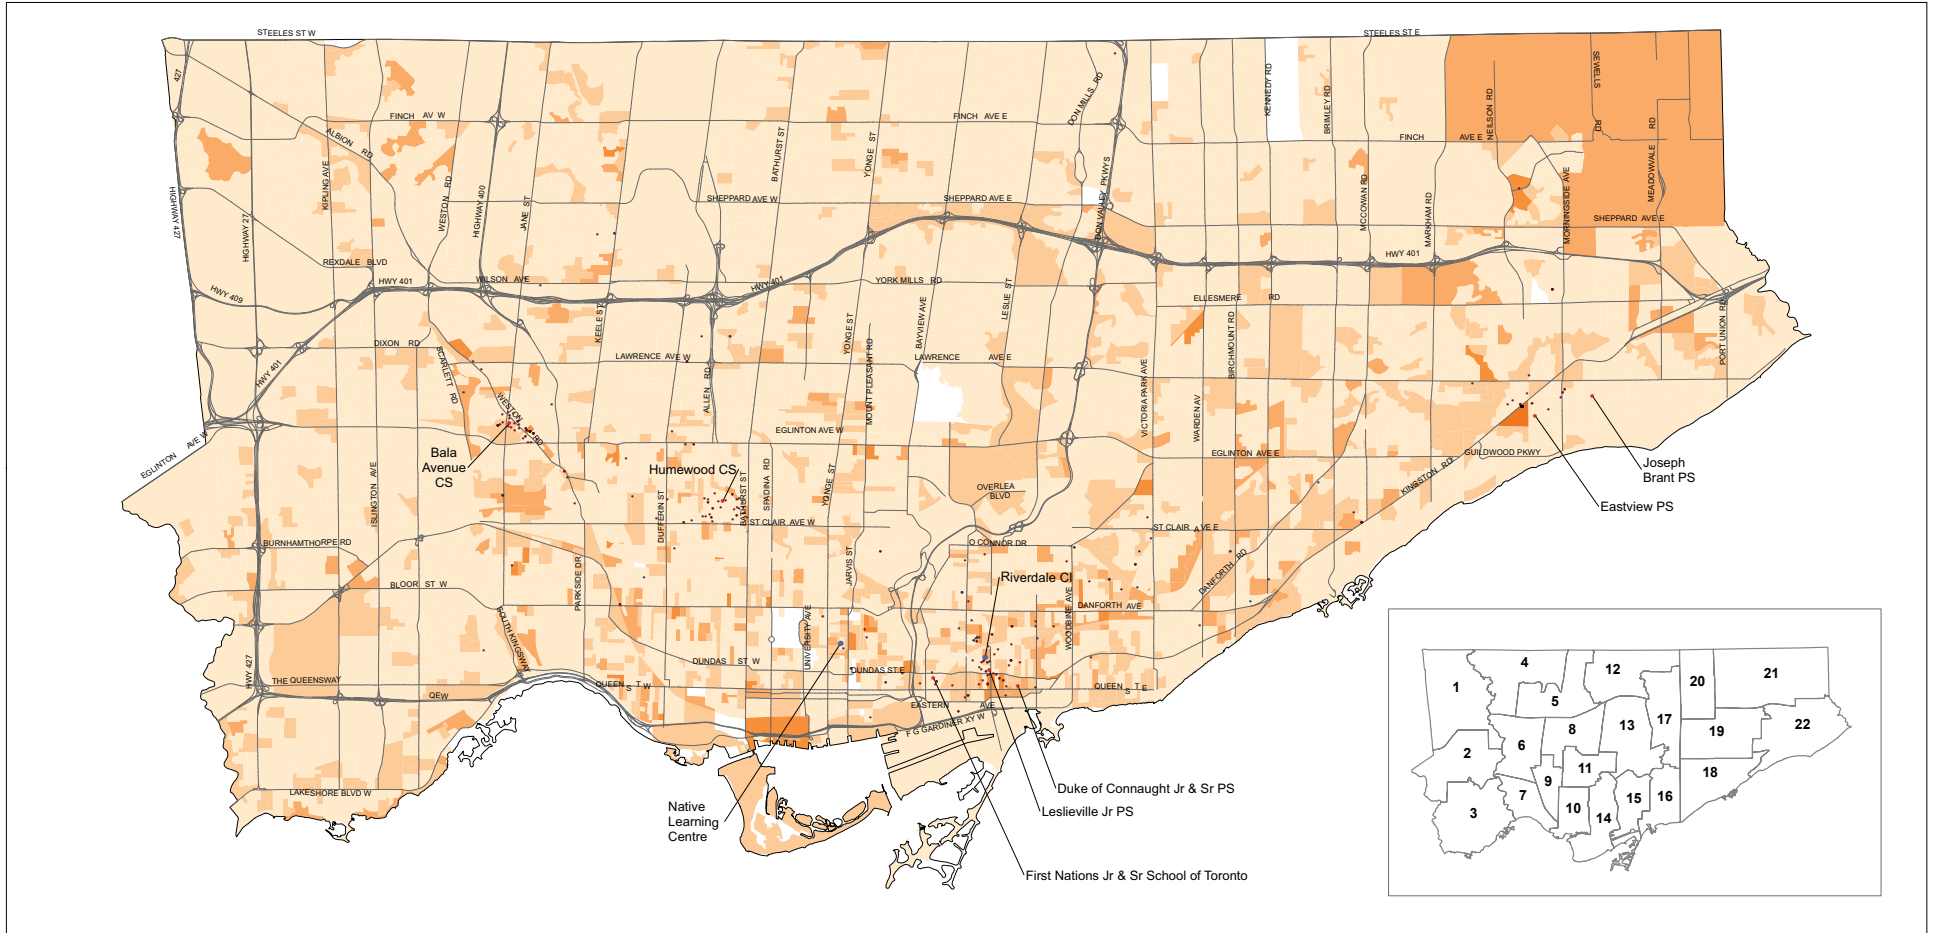 STEELES ST W
STEELES ST E
427
FINCH AV W
FINCH AVE E
FINCH AVE E
ALBION RD
KIPLING AVE
WESTON RD
HIGHWAY 400
JANE ST
BATHURST ST
YONGE ST
DON MILLS RD
KENNEDY RD
BRIMLEY RD
NEILSON RD
SEWELLS RD
MEADOWVALE RD
HIGHWAY 427
HIGHWAY 27
SHEPPARD AVE W
SHEPPARD AVE E
SHEPPARD AVE E
DON VALLEY PKWY S
MCCOWAN RD
MARKHAM RD
MORNINGSIDE AVE
REXDALE BLVD
HWY 401
WILSON AVE
HWY 401
YORK MILLS RD
HWY 401
HWY 409
KEELE ST
YONGE ST
MOUNT PLEASANT RD
BAYVIEW AVE
LESLIE ST
ELLESMERE RD
BIRCHMOUNT RD
PORT UNION RD
DIXON RD
SCARLETT RD
LAWRENCE AVE W
LAWRENCE AVE E
HWY 401
ALLEN RD
VICTORIA PARK AVE
WARDEN AV
WESTON RD
EGLINTON AVE W
EGLINTON AVE W
EGLINTON AVE E
GUILDWOOD PKWY
KINGSTON RD
Bala
Avenue
CS
Humewood CS
Joseph
Brant PS
Eastview PS
ISLINGTON AVE
DUFFERIN ST
BATHURST ST
SPADINA RD
YONGE ST
OVERLEA
BLVD
ST CLAIR AVE W
ST CLAIR AVE E
BURNHAMTHORPE RD
O CONNOR DR
BLOOR ST W
PARKSIDE DR
JARVIS ST
Riverdale CI
DANFORTH RD
DANFORTH AVE
WOODBINE AVE
SOUTH KINGSWAY
UNIVERSITY AVE
HWY 427
THE QUEENSWAY
QEW
DUNDAS ST W
DUNDAS ST E
QUEEN ST W
QUEEN ST E
EASTERN AVE
F G GARDINER XY W
LAKESHORE BLVD W
Native
Learning
Centre
Duke of Connaught Jr & Sr PS
Leslieville Jr PS
First Nations Jr & Sr School of Toronto
1
2
3
4
5
6
7
8
9
10
11
12
13
14
15
16
17
18
19
20
21
22